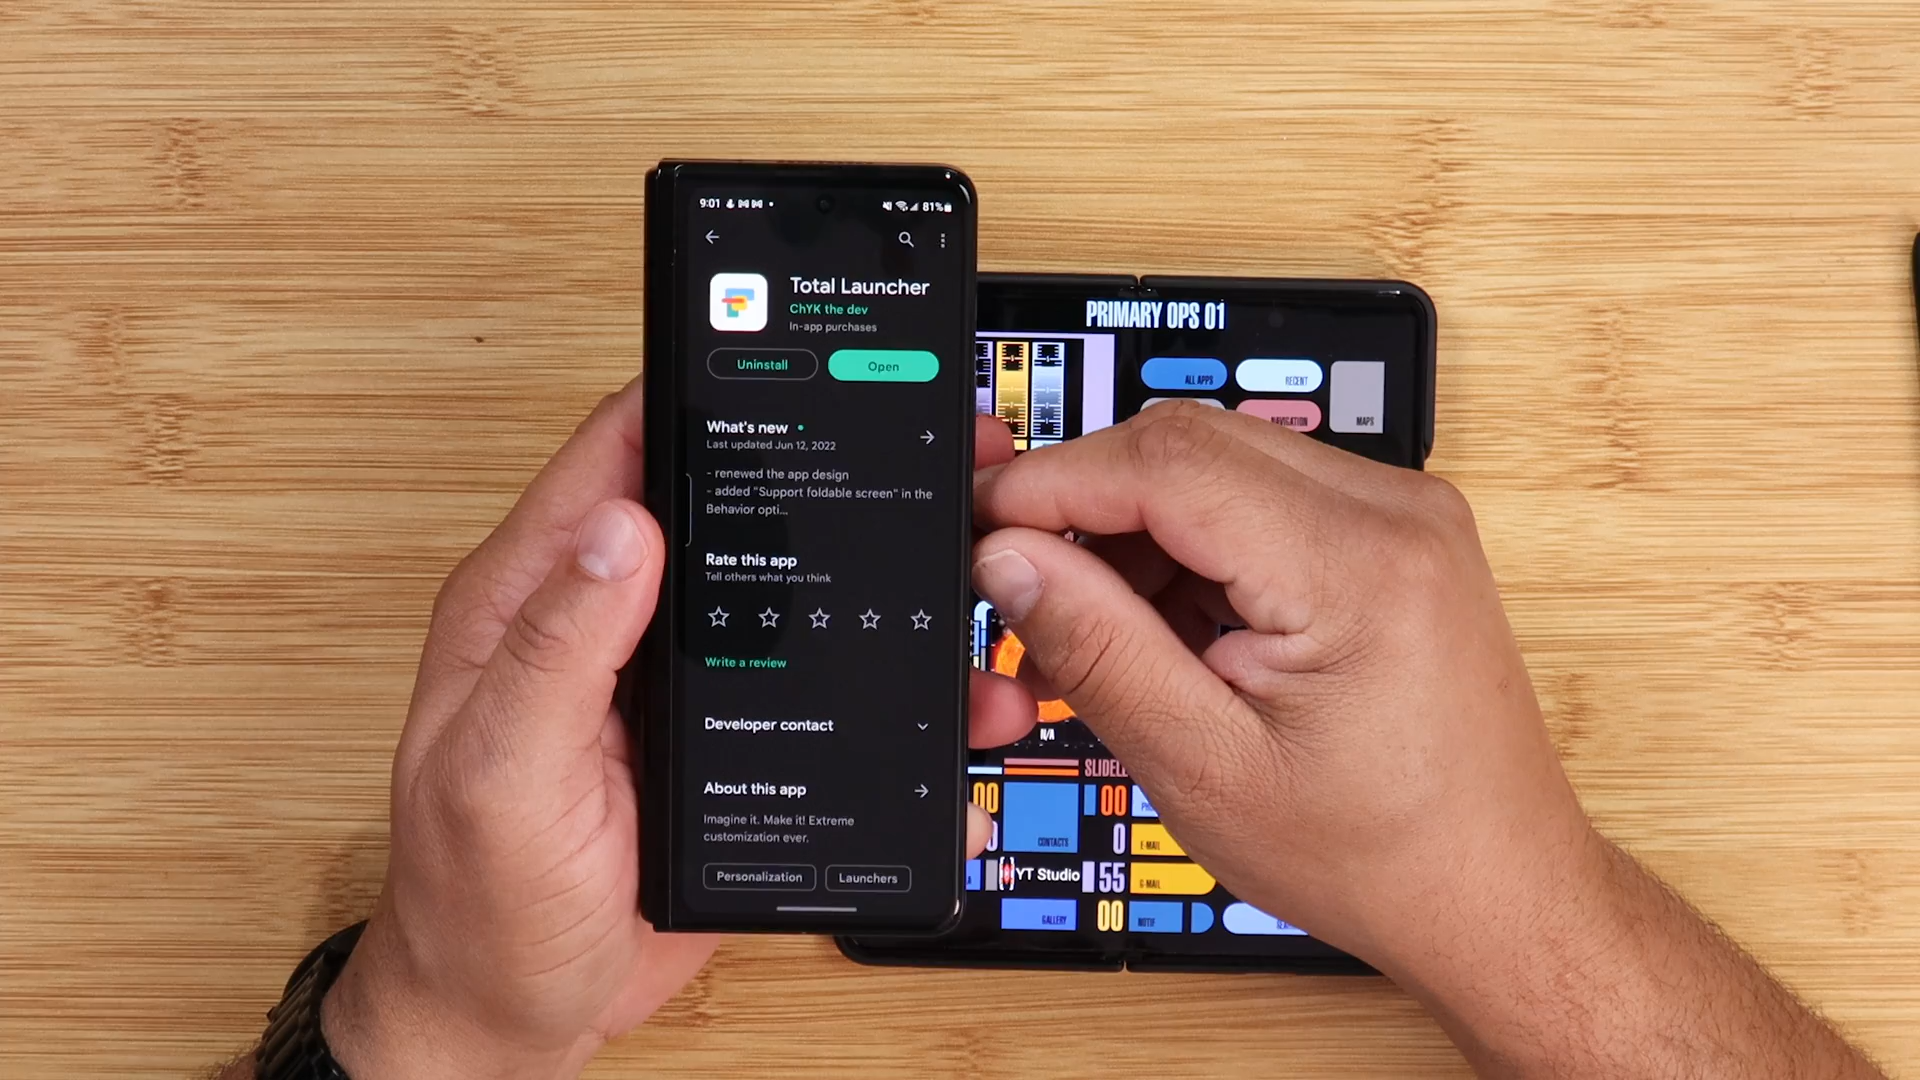 9:01
81%
Total Launcher
ChYK the dev
In-app purchases
Uninstall
Open
What's new
Last updated Jun 12, 2022
- renewed the app design
- added "Support foldable screen" in the
Behavior opti...
Rate this app
Tell others what you think
Write a review
Developer contact
About this app
Imagine it. Make it! Extreme
customization ever.
Personalization
Launchers
PRIMARY OPS 01
ALL APPS
RECENT
MAPS
NAVIGATION
N/A
00
CONTACTS
00
0
E-MAIL
YT Studio
55
G-MAIL
GALLERY
00
NOTIF